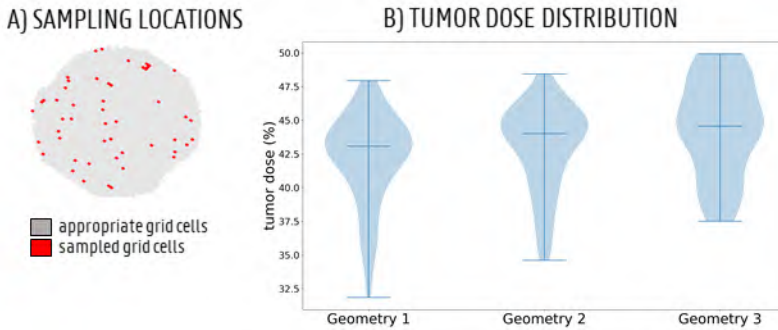 A) SAMPLING LOCATIONS
appropriate grid cells
sampled grid cells
B) TUMOR DOSE DISTRIBUTION
tumor dose (%)
50.0
47.5
45.0
42.5
40.0
37.5
35.0
32.5
Geometry 1
Geometry 2
Geometry 3